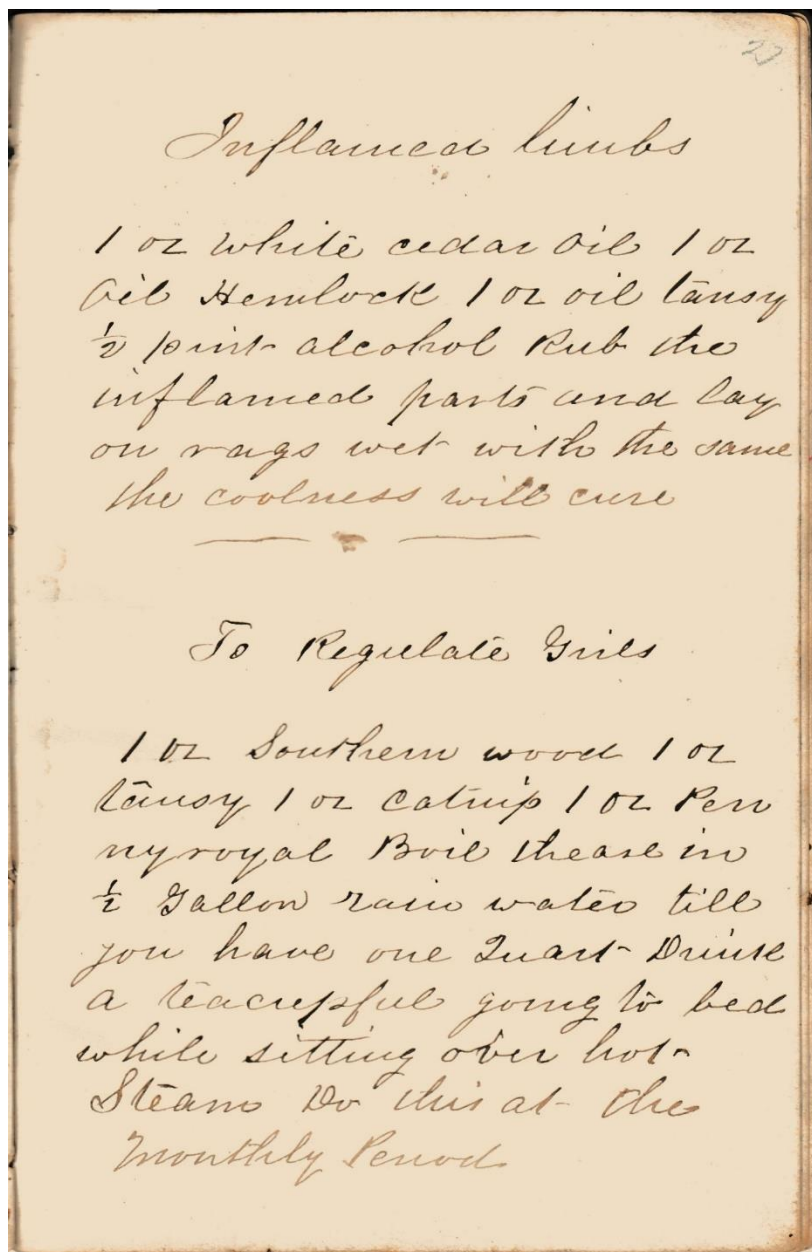 27
Inflamed limbs
1 oz white cedar oil 1 oz
Oil Hemlock 1 oz oil tansy
½ pint alcohol Rub the
inflamed parts and lay
on rags wet with the same
the coolness will cure
To Regulate Girls
1 oz Southern wood 1 oz
tansy 1 oz Catnip 1 oz Pen
nyroyal Boil thease in
½ Gallon rain water till
you have one Quart Drink
a teacupful going to bed
while sitting over hot
Steam Do this at the
Monthly Period